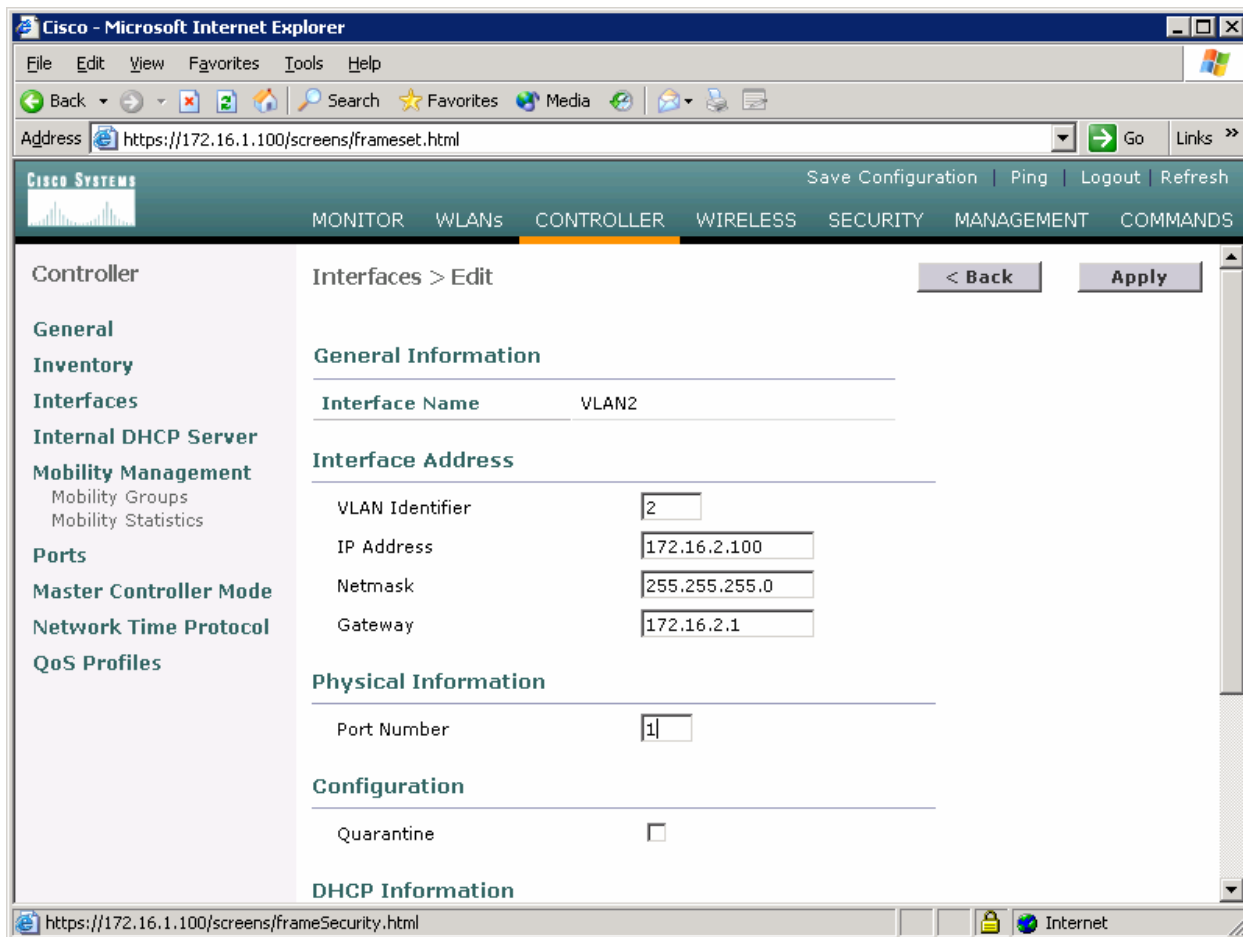 Cisco - Microsoft Internet Explorer
File Edit View Favorites Tools Help
Back Search Favorites Media
Address https://172.16.1.100/screens/frameset.html Go Links »
CISCO SYSTEMS
Save Configuration | Ping | Logout | Refresh
MONITOR WLANs CONTROLLER WIRELESS SECURITY MANAGEMENT COMMANDS
Controller
General
Inventory
Interfaces
Internal DHCP Server
Mobility Management
Mobility Groups
Mobility Statistics
Ports
Master Controller Mode
Network Time Protocol
QoS Profiles
Interfaces > Edit
< Back
Apply
General Information
Interface Name VLAN2
Interface Address
VLAN Identifier 2
IP Address 172.16.2.100
Netmask 255.255.255.0
Gateway 172.16.2.1
Physical Information
Port Number 1
Configuration
Quarantine
DHCP Information
https://172.16.1.100/screens/frameSecurity.html Internet